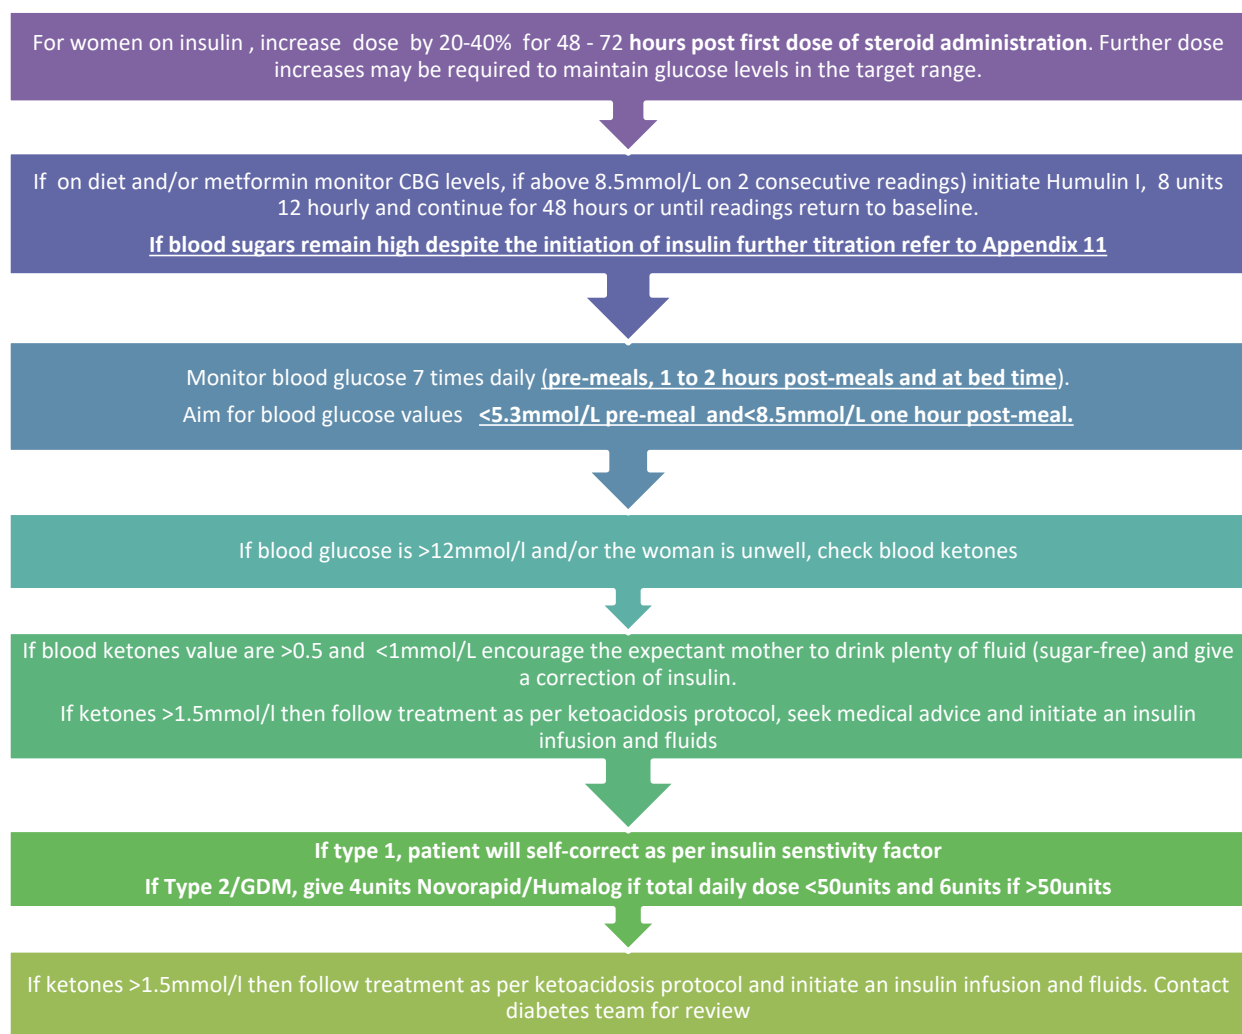 For women on insulin , increase  dose  by 20-40%  for 48 - 72 hours post first dose of steroid administration. Further dose
increases may be required to maintain glucose levels in the target range.
If  on diet and/or metformin monitor CBG levels, if above 8.5mmol/L on 2 consecutive readings) initiate Humulin I,  8 units
12 hourly and continue for 48 hours or until readings return to baseline.
If blood sugars remain high despite the initiation of insulin further titration refer to Appendix 11
Monitor blood glucose 7 times daily (pre-meals, 1 to 2 hours post-meals and at bed time).
Aim for blood glucose values   <5.3mmol/L pre-meal  and<8.5mmol/L one hour post-meal.
If blood glucose is >12mmol/l and/or the woman is unwell, check blood ketones
If blood ketones value are >0.5 and  <1mmol/L encourage the expectant mother to drink plenty of fluid (sugar-free) and give
a correction of insulin.
If ketones >1.5mmol/l then follow treatment as per ketoacidosis protocol, seek medical advice and initiate an insulin
infusion and fluids
If type 1, patient will self-correct as per insulin senstivity factor
If Type 2/GDM, give 4units Novorapid/Humalog if total daily dose <50units and 6units if >50units
If ketones >1.5mmol/l then follow treatment as per ketoacidosis protocol and initiate an insulin infusion and fluids. Contact
diabetes team for review